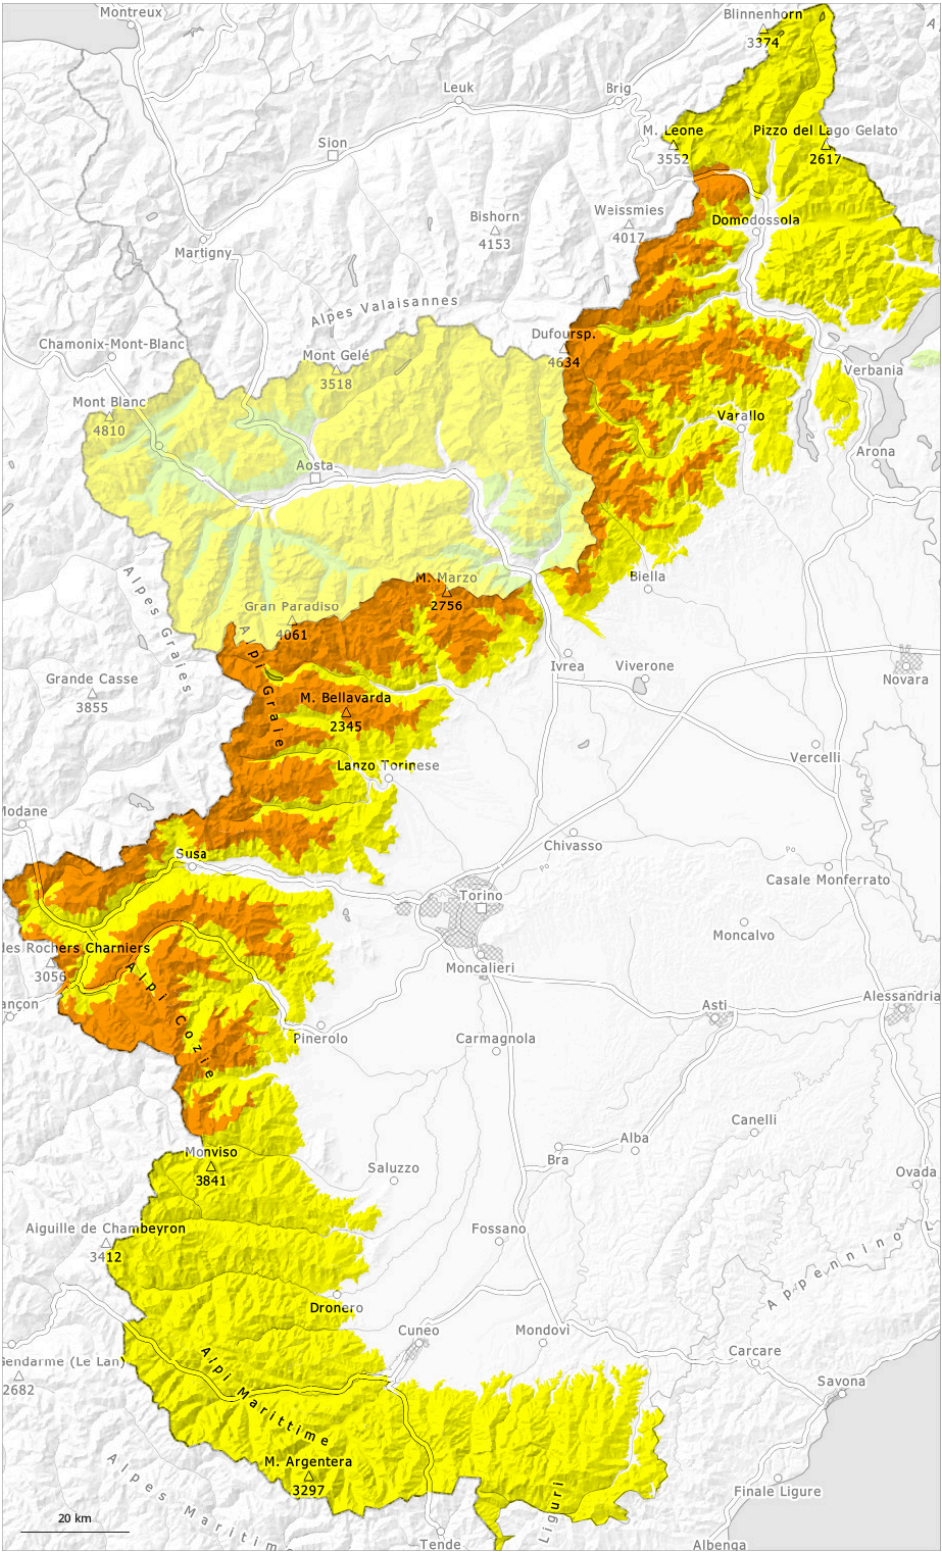 Montreux
Blinnenhorn
3374
Leuk
Brig
Sion
M. Leone
3552
Pizzo del Lago Gelato
2617
Bishorn
4153
Weissmies
4017
Domodossola
Martigny
Alpes Valaisannes
Chamonix-Mont-Blanc
Mont Gelé
3518
Dufoursp.
4634
Verbania
Mont Blanc
4810
Varallo
Aosta
Arona
M. Marzo
2756
Biella
Alpes Graies
Gran Paradiso
4061
Alpi Graie
Ivrea
Viverone
Novara
Grande Casse
3855
M. Bellavarda
2345
Vercelli
Lanzo Torinese
Modane
Chivasso
Po
Po
Susa
Casale Monferrato
Torino
des Rochers Charniers
3056
Moncalvo
Moncalieri
Alpi Cozie
ançon
Asti
Alessandria
Pinerolo
Carmagnola
Canelli
Alba
Monviso
3841
Bra
Saluzzo
Ovada
Aiguille de Chambeyron
3412
Fossano
Appennino L
Dronero
Cuneo
Mondovì
Gendarme (Le Lan)
2682
Carcare
Alpi Marittime
Savona
M. Argentera
3297
Alpes Maritime
Liguri
Finale Ligure
20 km
Tende
Albenga